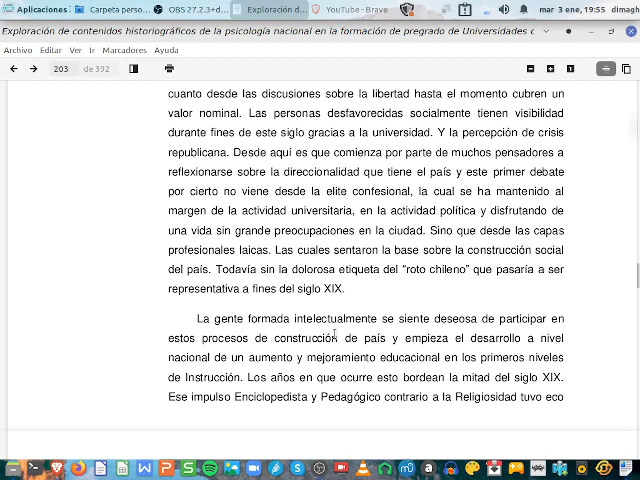 Aplicaciones
Carpeta perso...
OBS 27.2.3+d...
Exploración d...
YouTube - Brave
mar 3 ene, 19:55
dimagh
Exploración de contenidos historiográficos de la psicología nacional en la formación de pregrado de Universidades c
Archivo Editar Ver Ir Marcadores Ayuda
203 de 392
cuanto desde las discusiones sobre la libertad hasta el momento cubren un
valor nominal. Las personas desfavorecidas socialmente tienen visibilidad
durante fines de este siglo gracias a la universidad. Y la percepción de crisis
republicana. Desde aquí es que comienza por parte de muchos pensadores a
reflexionarse sobre la direccionalidad que tiene el país y este primer debate
por cierto no viene desde la elite confesional, la cual se ha mantenido al
margen de la actividad universitaria, en la actividad política y disfrutando de
una vida sin grande preocupaciones en la ciudad. Sino que desde las capas
profesionales laicas. Las cuales sentaron la base sobre la construcción social
del país. Todavía sin la dolorosa etiqueta del “roto chileno” que pasaría a ser
representativa a fines del siglo XIX.
La gente formada intelectualmente se siente deseosa de participar en
estos procesos de construcción de país y empieza el desarrollo a nivel
nacional de un aumento y mejoramiento educacional en los primeros niveles
de Instrucción. Los años en que ocurre esto bordean la mitad del siglo XIX.
Ese impulso Enciclopedista y Pedagógico contrario a la Religiosidad tuvo eco